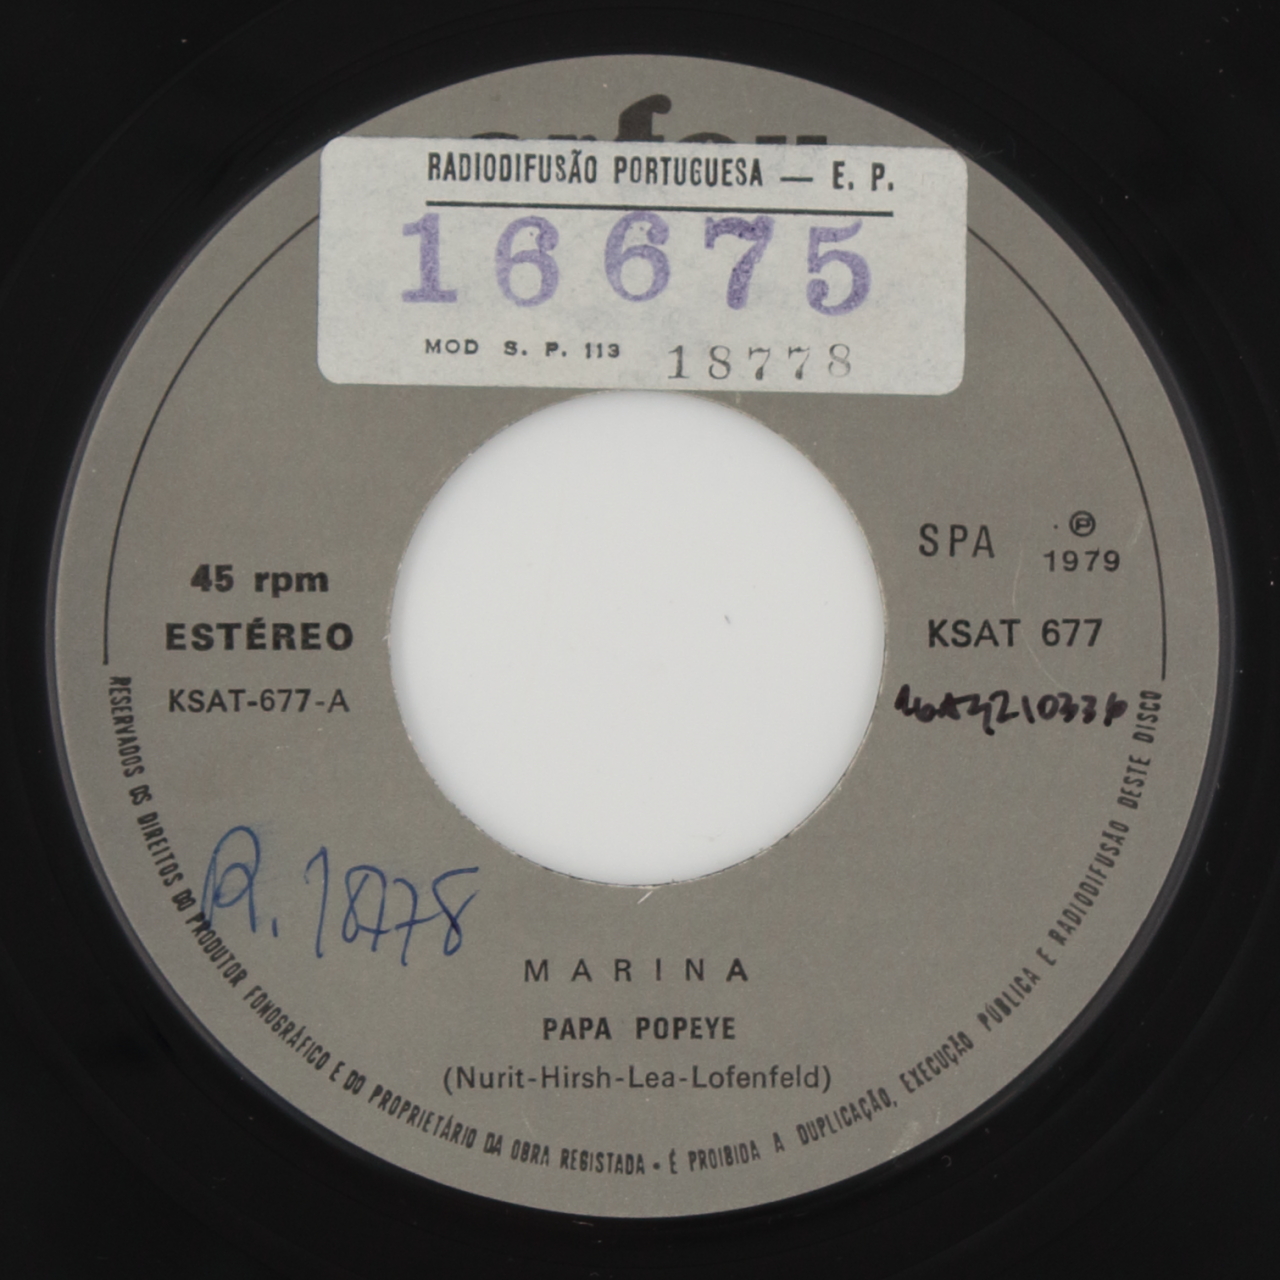 RADIODIFUSÃO PORTUGUESA — E. P.
16675
MOD S. P. 113 18778
45 rpm
ESTÉREO
KSAT-677-A
SPA ℗
1979
KSAT 677
R. 18778
MARINA
PAPA POPEYE
(Nurit-Hirsh-Lea-Lofenfeld)
RESERVADOS OS DIREITOS DO PRODUTOR FONOGRÁFICO E DO PROPRIETÁRIO DA OBRA REGISTADA • É PROIBIDA A DUPLICAÇÃO, EXECUÇÃO PÚBLICA E RADIODIFUSÃO DESTE DISCO